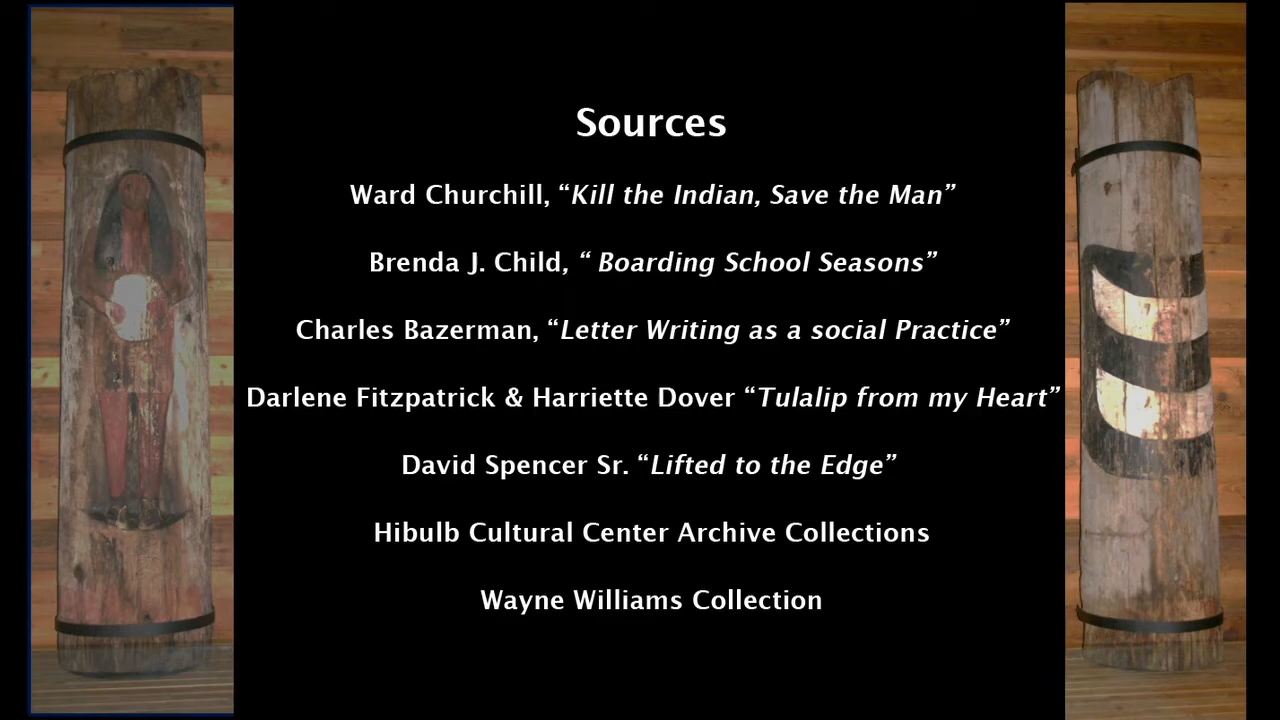 Sources
Ward Churchill, “Kill the Indian, Save the Man”
Brenda J. Child, “ Boarding School Seasons”
Charles Bazerman, “Letter Writing as a social Practice”
Darlene Fitzpatrick & Harriette Dover “Tulalip from my Heart”
David Spencer Sr. “Lifted to the Edge”
Hibulb Cultural Center Archive Collections
Wayne Williams Collection